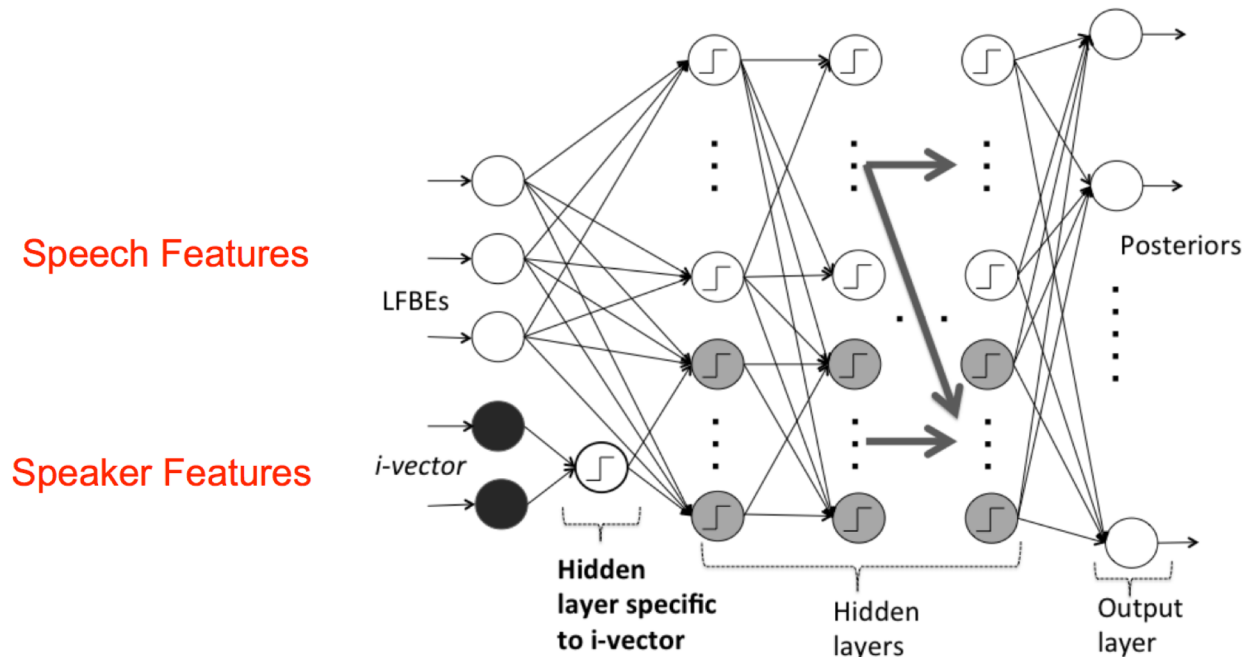 Speech Features
LFBEs
Posteriors
Speaker Features
i-vector
Hidden
layer specific
to i-vector
Hidden
layers
Output
layer